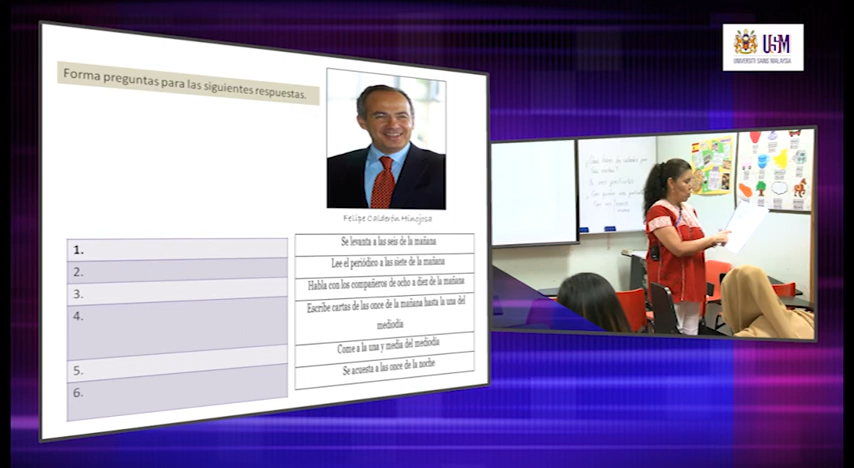 USM
UNIVERSITI SAINS MALAYSIA
Forma preguntas para las siguientes respuestas.
Felipe Calderón Hinojosa
1.
2.
3.
4.
5.
6.
Se levanta a las seis de la mañana
Lee el periódico a las siete de la mañana
Habla con los compañeros de ocho a diez de la mañana
Escribe cartas de las once de la mañana hasta la una del
mediodía
Come a la una y media del mediodía
Se acuesta a las once de la noche